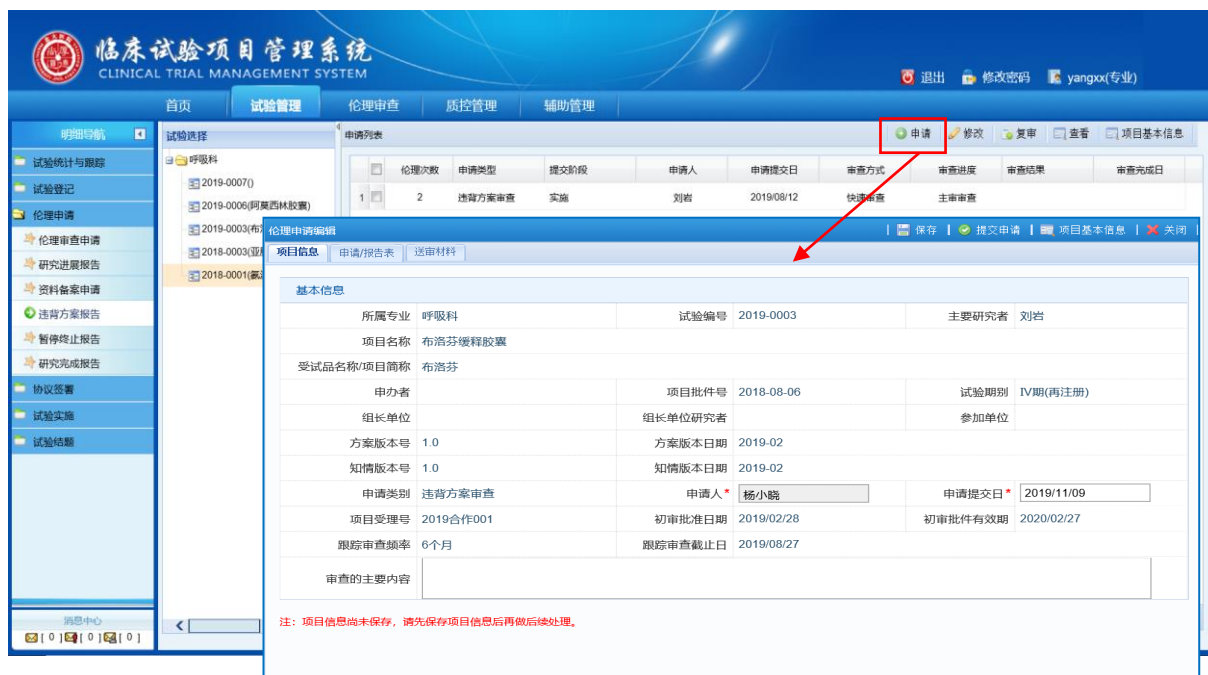 临床试验项目管理系统
CLINICAL TRIAL MANAGEMENT SYSTEM
退出 修改密码 yangxx(专业)
首页 试验管理 伦理审查 质控管理 辅助管理
明细导航
试验统计与跟踪
试验登记
伦理申请
伦理审查申请
研究进展报告
资料备案申请
违背方案报告
暂停终止报告
研究完成报告
协议签署
试验实施
试验结题
消息中心
[ 0 ] [ 0 ] [ 0 ]
试验选择
呼吸科
2019-0007()
2019-0006(阿莫西林胶囊)
2019-0003(布
2018-0003(亚
2018-0001(氨
申请列表 申请 修改 复审 查看 项目基本信息
伦理次数 申请类型 提交阶段 申请人 申请提交日 审查方式 审查进度 审查结果 审查完成日
1 2 违背方案审查 实施 刘岩 2019/08/12 快速审查 主审审查
伦理申请编辑 | 保存 | 提交申请 | 项目基本信息 | 关闭 |
项目信息 申请/报告表 送审材料
基本信息
所属专业 呼吸科 试验编号 2019-0003 主要研究者 刘岩
项目名称 布洛芬缓释胶囊
受试品名称/项目简称 布洛芬
申办者 项目批件号 2018-08-06 试验期别 IV期(再注册)
组长单位 组长单位研究者 参加单位
方案版本号 1.0 方案版本日期 2019-02
知情版本号 1.0 知情版本日期 2019-02
申请类别 违背方案审查 申请人* 杨小晓 申请提交日* 2019/11/09
项目受理号 2019合作001 初审批准日期 2019/02/28 初审批件有效期 2020/02/27
跟踪审查频率 6个月 跟踪审查截止日 2019/08/27
审查的主要内容
注：项目信息尚未保存，请先保存项目信息后再做后续处理。